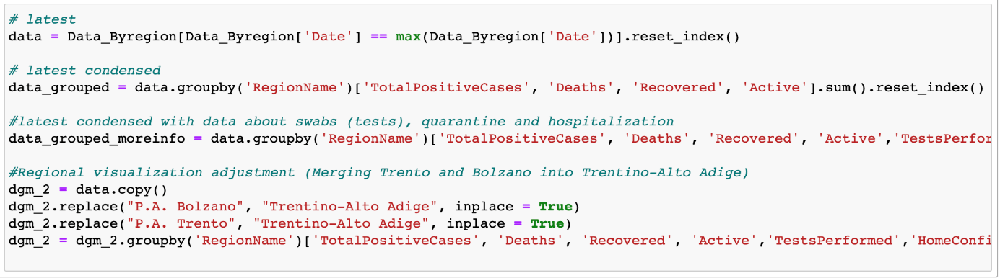 # latest
data = Data_Byregion[Data_Byregion['Date'] == max(Data_Byregion['Date'])].reset_index()
# latest condensed
data_grouped = data.groupby('RegionName')['TotalPositiveCases', 'Deaths', 'Recovered', 'Active'].sum().reset_index()
#latest condensed with data about swabs (tests), quarantine and hospitalization
data_grouped_moreinfo = data.groupby('RegionName')['TotalPositiveCases', 'Deaths', 'Recovered', 'Active','TestsPerfor
#Regional visualization adjustment (Merging Trento and Bolzano into Trentino-Alto Adige)
dgm_2 = data.copy()
dgm_2.replace("P.A. Bolzano", "Trentino-Alto Adige", inplace = True)
dgm_2.replace("P.A. Trento", "Trentino-Alto Adige", inplace = True)
dgm_2 = dgm_2.groupby('RegionName')['TotalPositiveCases', 'Deaths', 'Recovered', 'Active','TestsPerformed','HomeConfi